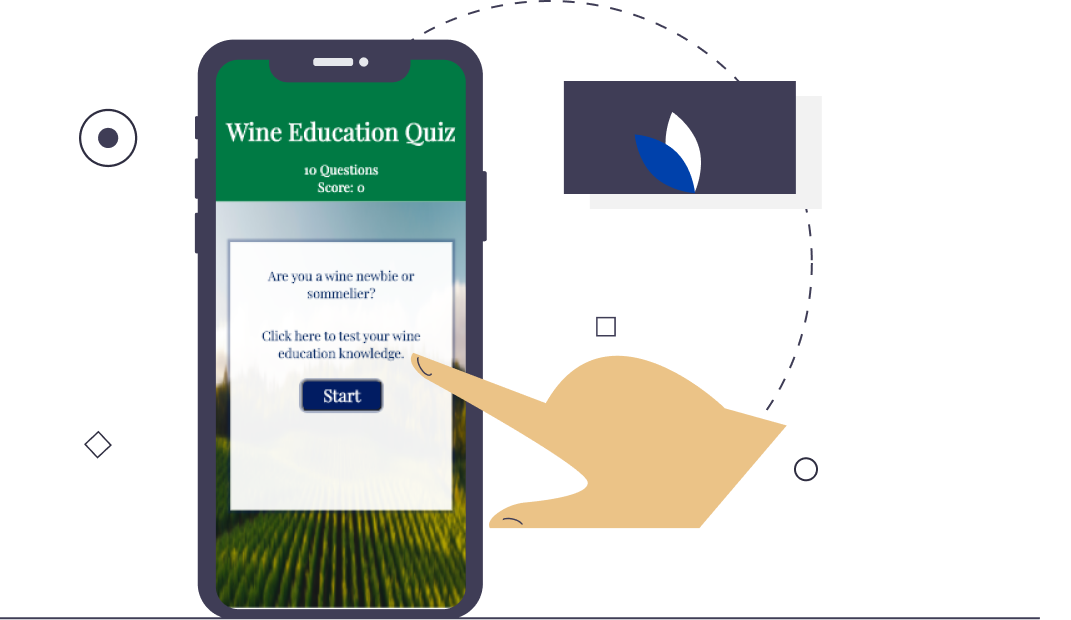 Wine Education Quiz
10 Questions
Score: 0
Are you a wine newbie or
sommelier?
Click here to test your wine
education knowledge.
Start